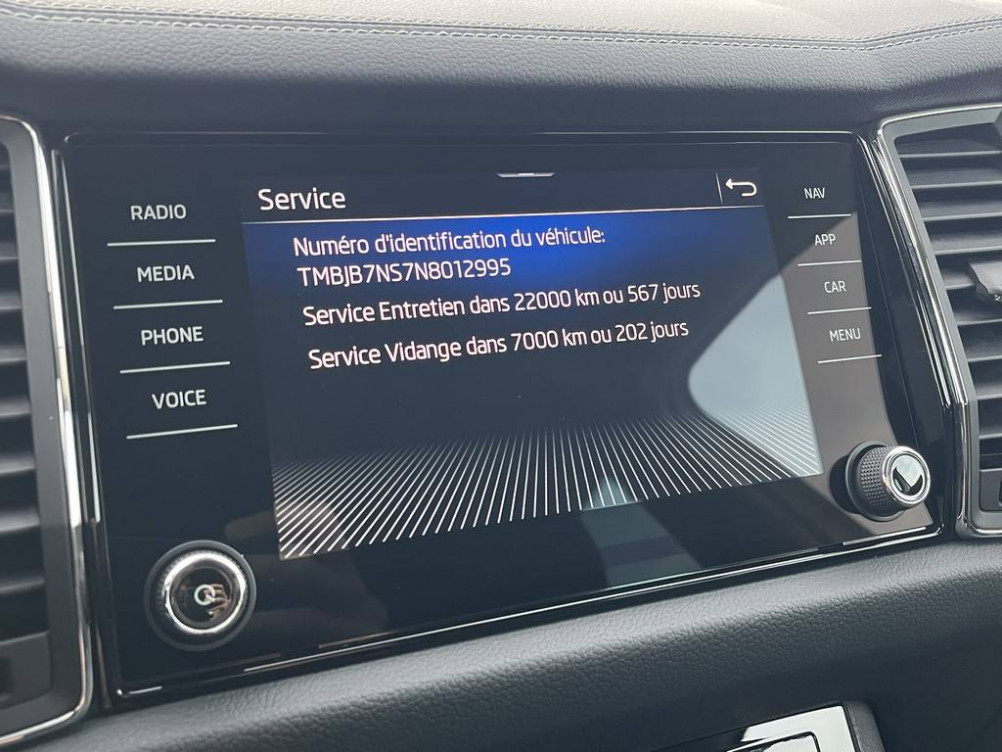 Service
RADIO
MEDIA
PHONE
VOICE
Numéro d'identification du véhicule:
TMBJB7NS7N8012995
Service Entretien dans 22000 km ou 567 jours
Service Vidange dans 7000 km ou 202 jours
NAV
APP
CAR
MENU